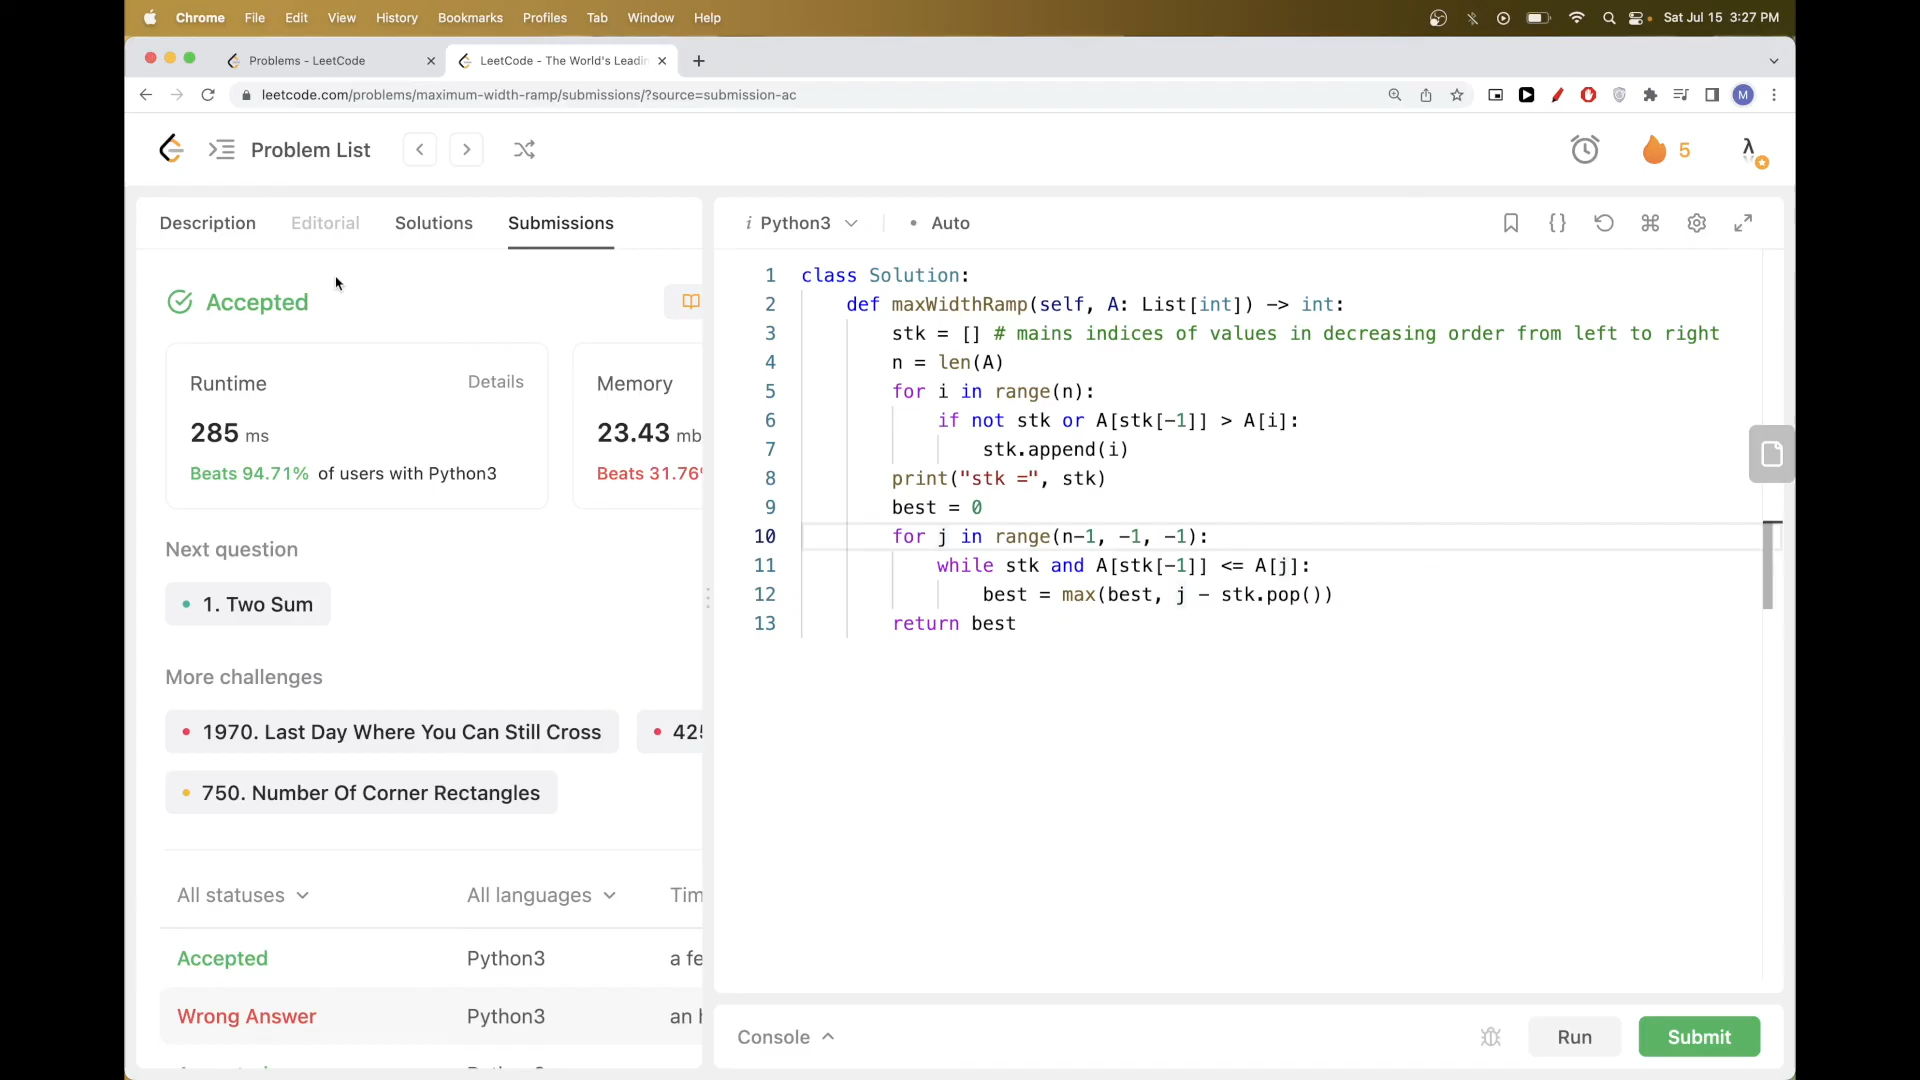 Chrome File Edit View History Bookmarks Profiles Tab Window Help Sat Jul 15 3:27 PM
Problems - LeetCode LeetCode - The World's Leadin
leetcode.com/problems/maximum-width-ramp/submissions/?source=submission-ac M
Problem List 5
Description Editorial Solutions Submissions
Accepted
Runtime Details
285 ms
Beats 94.71% of users with Python3
Memory
23.43 mb
Beats 31.76%
Next question
1. Two Sum
More challenges
1970. Last Day Where You Can Still Cross 425
750. Number Of Corner Rectangles
All statuses All languages Tim
Accepted Python3 a fe
Wrong Answer Python3 an h
i Python3 • Auto
1 class Solution:
2 def maxWidthRamp(self, A: List[int]) -> int:
3 stk = [] # mains indices of values in decreasing order from left to right
4 n = len(A)
5 for i in range(n):
6 if not stk or A[stk[-1]] > A[i]:
7 stk.append(i)
8 print("stk =", stk)
9 best = 0
10 for j in range(n-1, -1, -1):
11 while stk and A[stk[-1]] <= A[j]:
12 best = max(best, j - stk.pop())
13 return best
Console Run Submit